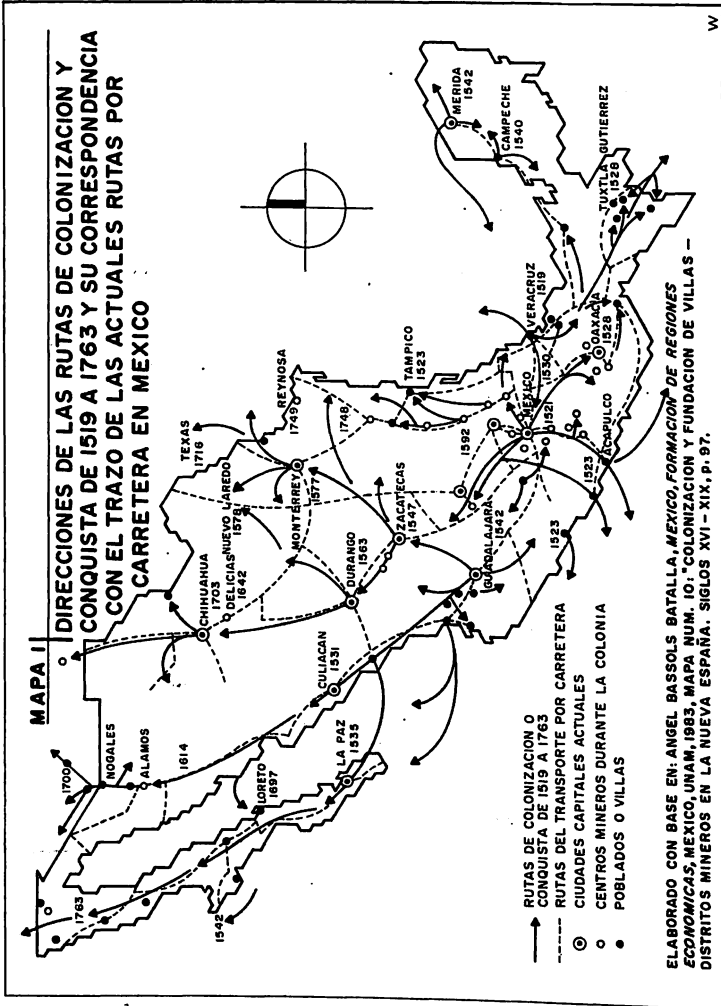 MAPA 1
DIRECCIONES DE LAS RUTAS DE COLONIZACION Y
CONQUISTA DE 1519 A 1763 Y SU CORRESPONDENCIA
CON EL TRAZO DE LAS ACTUALES RUTAS POR
CARRETERA EN MEXICO
1763
1700
NOGALES
ALAMOS
1614
1542
LORETO
1697
LA PAZ
1535
CULIACAN
1531
CHIHUAHUA
1703
DELICIAS
1642
NUEVO LAREDO
1578
TEXAS
1716
REYNOSA
1749
MONTERREY
1577
1748
DURANGO
1563
ZACATECAS
1547
TAMPICO
1523
1592
GUADALAJARA
1542
MEXICO
1521
1530
VERACRUZ
1519
1523
1523
ACAPULCO
OAXACA
1528
TUXTLA GUTIERREZ
1528
CAMPECHE
1540
MERIDA
1542
RUTAS DE COLONIZACION O
CONQUISTA DE 1519 A 1763
RUTAS DEL TRANSPORTE POR CARRETERA
CIUDADES CAPITALES ACTUALES
CENTROS MINEROS DURANTE LA COLONIA
POBLADOS O VILLAS
ELABORADO CON BASE EN: ANGEL BASSOLS BATALLA, MEXICO, FORMACION DE REGIONES
ECONOMICAS, MEXICO, UNAM, 1983, MAPA NUM. 10: "COLONIZACION Y FUNDACION DE VILLAS –
DISTRITOS MINEROS EN LA NUEVA ESPAÑA. SIGLOS XVI – XIX, p. 97.